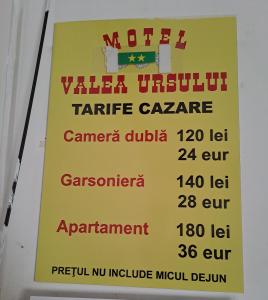 MOTEL
VALEA URSULUI
TARIFE CAZARE
Cameră dublă 120 lei
24 eur
Garsonieră 140 lei
28 eur
Apartament 180 lei
36 eur
PREȚUL NU INCLUDE MICUL DEJUN